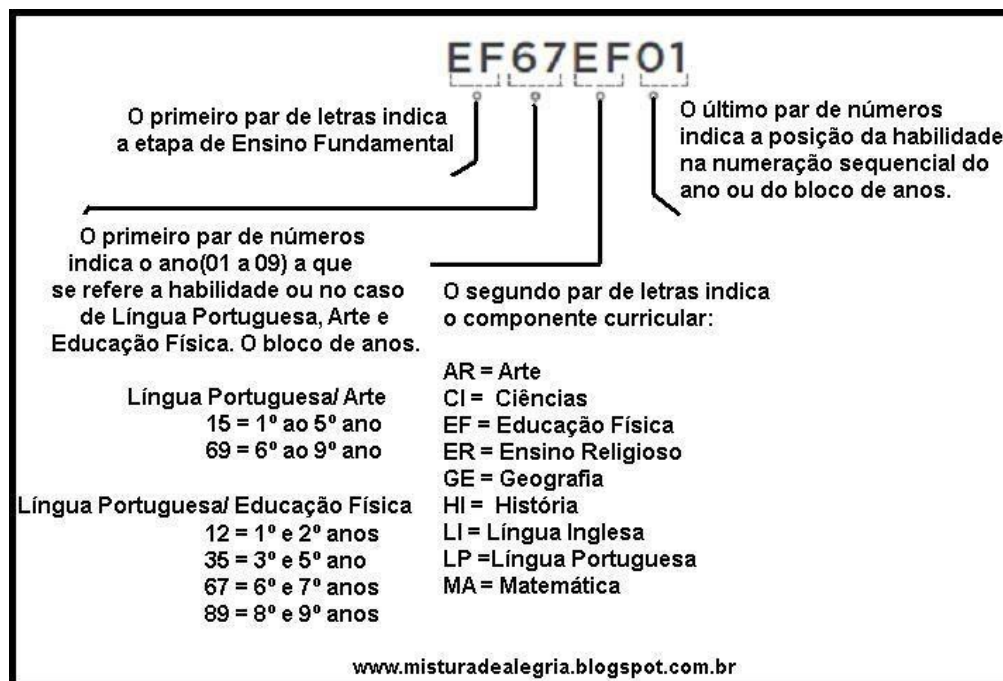 EF67EF01
O primeiro par de letras indica
a etapa de Ensino Fundamental
O último par de números
indica a posição da habilidade
na numeração sequencial do
ano ou do bloco de anos.
O primeiro par de números
indica o ano(01 a 09) a que
se refere a habilidade ou no caso
de Língua Portuguesa, Arte e
Educação Física. O bloco de anos.
Língua Portuguesa/ Arte
15 = 1º ao 5º ano
69 = 6º ao 9º ano
Língua Portuguesa/ Educação Física
12 = 1º e 2º anos
35 = 3º e 5º ano
67 = 6º e 7º anos
89 = 8º e 9º anos
O segundo par de letras indica
o componente curricular:
AR = Arte
CI = Ciências
EF = Educação Física
ER = Ensino Religioso
GE = Geografia
HI = História
LI = Língua Inglesa
LP =Língua Portuguesa
MA = Matemática
www.misturadealegria.blogspot.com.br